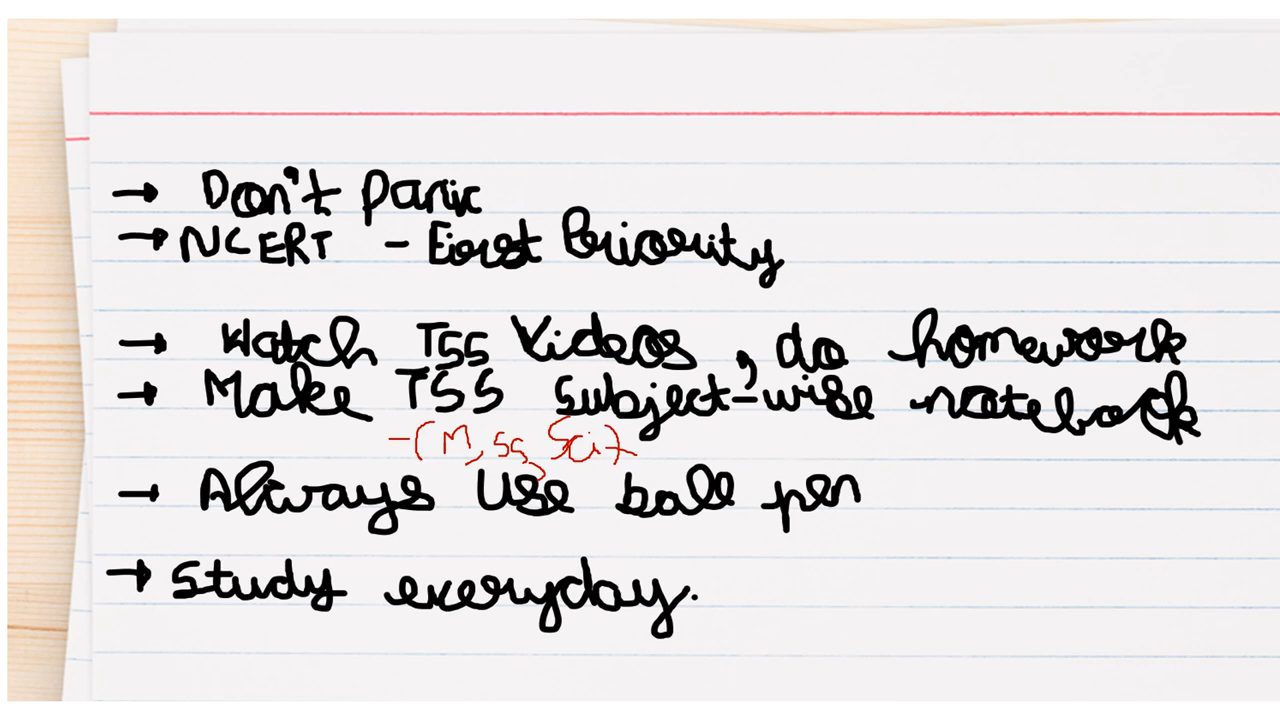 → Don't Panic
→ NCERT - First Priority
→ Watch TSS Videos, do homework
→ Make TSS Subject-wise notebook
-(M, SS, Sci)
→ Always Use ball pen
→ Study everyday.